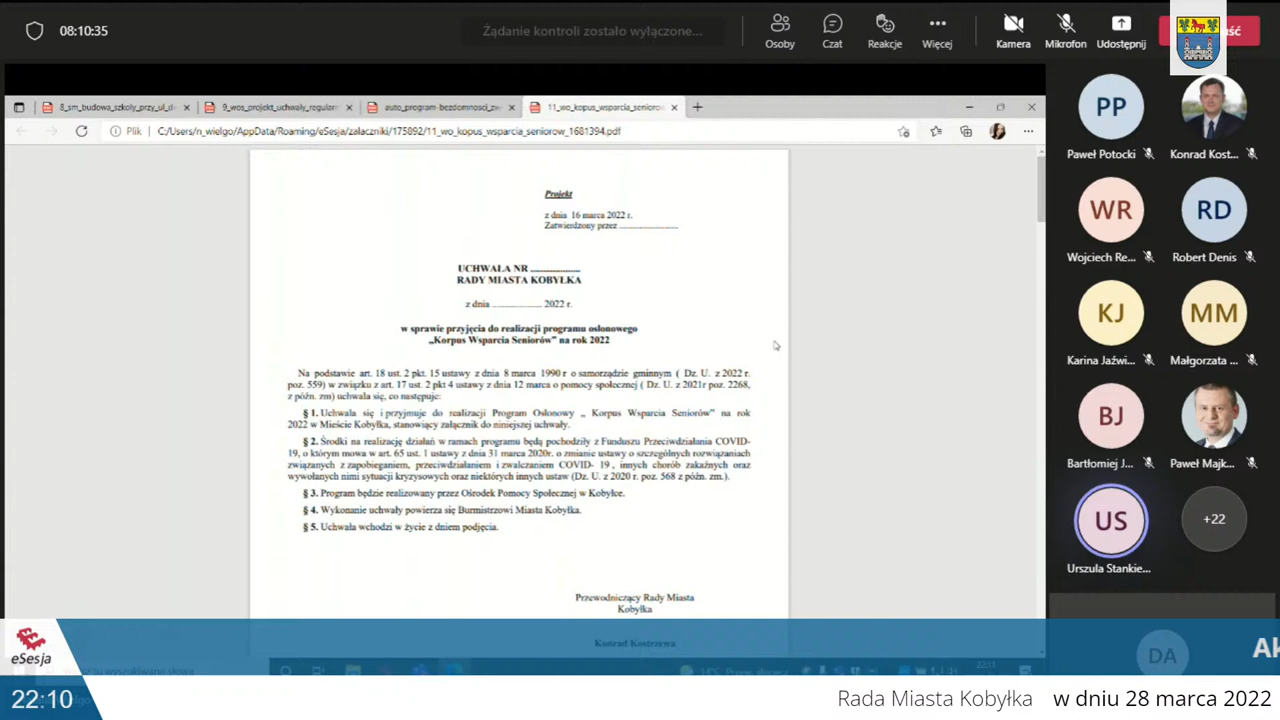 08:10:35
Żądanie kontroli zostało wyłączone...
Osoby
Czat
Reakcje
Więcej
Kamera
Mikrofon
Udostępnij
ść
8_sm_budowa_szkoly_przy_ul_d
9_wos_projekt_uchwaly_regulam
auto_program-bezdomnosci_zw
11_wo_kopus_wsparcia_seniorow
Plik
C:/Users/n_wielgo/AppData/Roaming/eSesja/zalaczniki/175892/11_wo_kopus_wsparcia_seniorow_1681394.pdf
Projekt
z dnia 16 marca 2022 r.
Zatwierdzony przez ........................
UCHWAŁA NR ....................
RADY MIASTA KOBYŁKA
z dnia .................... 2022 r.
w sprawie przyjęcia do realizacji programu osłonowego
„Korpus Wsparcia Seniorów” na rok 2022
Na podstawie art. 18 ust. 2 pkt. 15 ustawy z dnia 8 marca 1990 r o samorządzie gminnym ( Dz. U. z 2022 r.
poz. 559) w związku z art. 17 ust. 2 pkt 4 ustawy z dnia 12 marca o pomocy społecznej ( Dz. U. z 2021r poz. 2268,
z późn. zm) uchwala się, co następuje:
§ 1. Uchwala się i przyjmuje do realizacji Program Osłonowy „ Korpus Wsparcia Seniorów” na rok
2022 w Mieście Kobyłka, stanowiący załącznik do niniejszej uchwały.
§ 2. Środki na realizację działań w ramach programu będą pochodziły z Funduszu Przeciwdziałania COVID-
19, o którym mowa w art. 65 ust. 1 ustawy z dnia 31 marca 2020r. o zmianie ustawy o szczególnych rozwiązaniach
związanych z zapobieganiem, przeciwdziałaniem i zwalczaniem COVID- 19 , innych chorób zakaźnych oraz
wywołanych nimi sytuacji kryzysowych oraz niektórych innych ustaw (Dz. U. z 2020 r. poz. 568 z późn. zm.).
§ 3. Program będzie realizowany przez Ośrodek Pomocy Społecznej w Kobyłce.
§ 4. Wykonanie uchwały powierza się Burmistrzowi Miasta Kobyłka.
§ 5. Uchwała wchodzi w życie z dniem podjęcia.
Przewodniczący Rady Miasta
Kobyłka
Konrad Kostrzewa
PP
Paweł Potocki
Konrad Kost...
WR
Wojciech Re...
RD
Robert Denis
KJ
Karina Jaźwi...
MM
Małgorzata ...
BJ
Bartłomiej J...
Paweł Majk...
US
Urszula Stankie...
+22
DA
Ak
eSesja
22:10
Rada Miasta Kobyłka w dniu 28 marca 2022